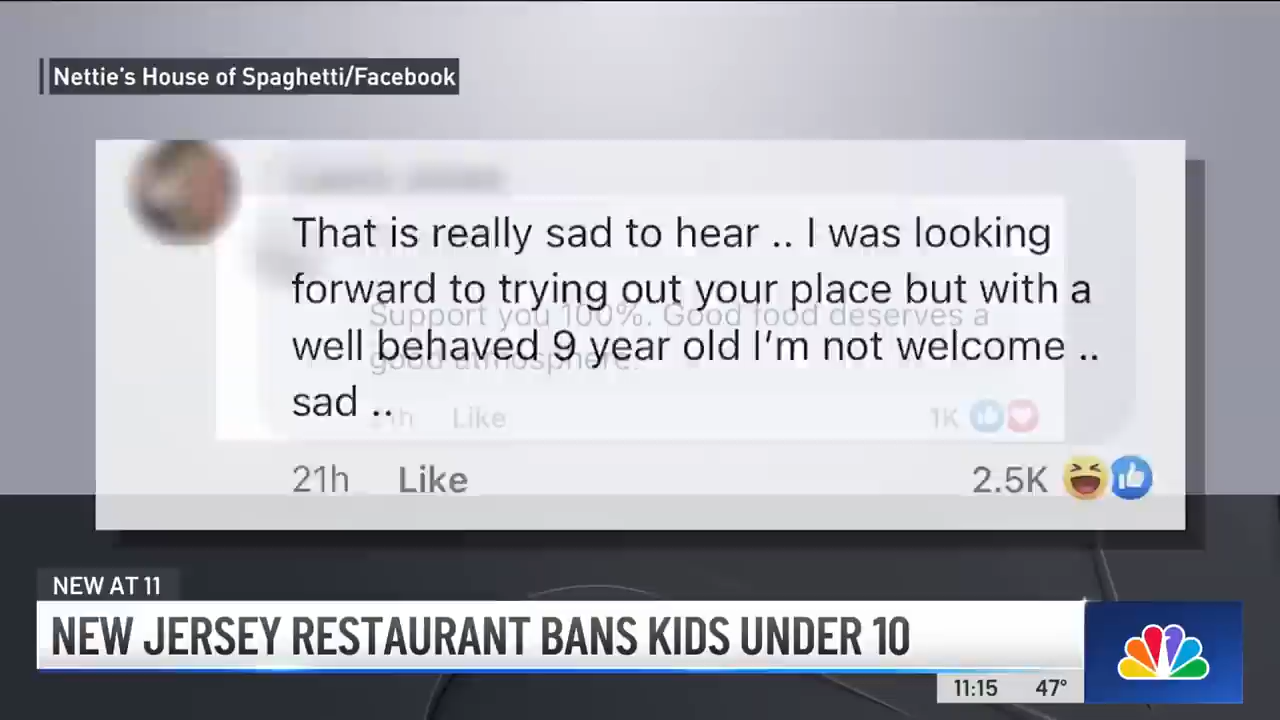 Nettie's House of Spaghetti/Facebook
That is really sad to hear .. I was looking
forward to trying out your place but with a
well behaved 9 year old I'm not welcome ..
sad ..
Support you 100%. Good food deserves a
good atmosphere.
Like
1K
21h Like 2.5K
NEW AT 11
NEW JERSEY RESTAURANT BANS KIDS UNDER 10
11:15 47°